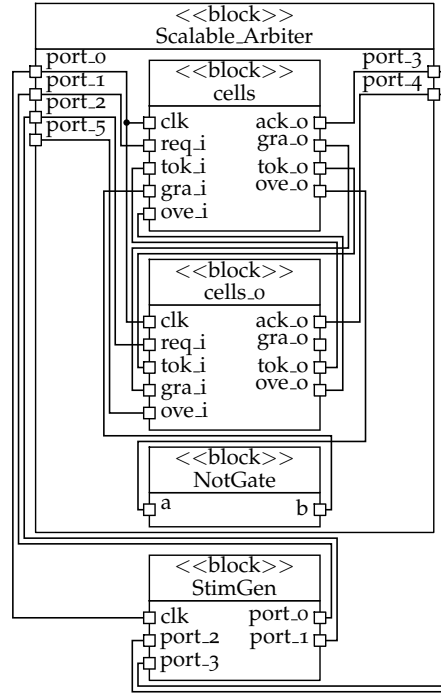 <<block>>
Scalable_Arbiter
port_0
port_1
port_2
port_5
port_3
port_4
<<block>>
cells
clk
req_i
tok_i
gra_i
ove_i
ack_o
gra_o
tok_o
ove_o
<<block>>
cells_0
clk
req_i
tok_i
gra_i
ove_i
ack_o
gra_o
tok_o
ove_o
<<block>>
NotGate
a
b
<<block>>
StimGen
clk
port_2
port_3
port_0
port_1